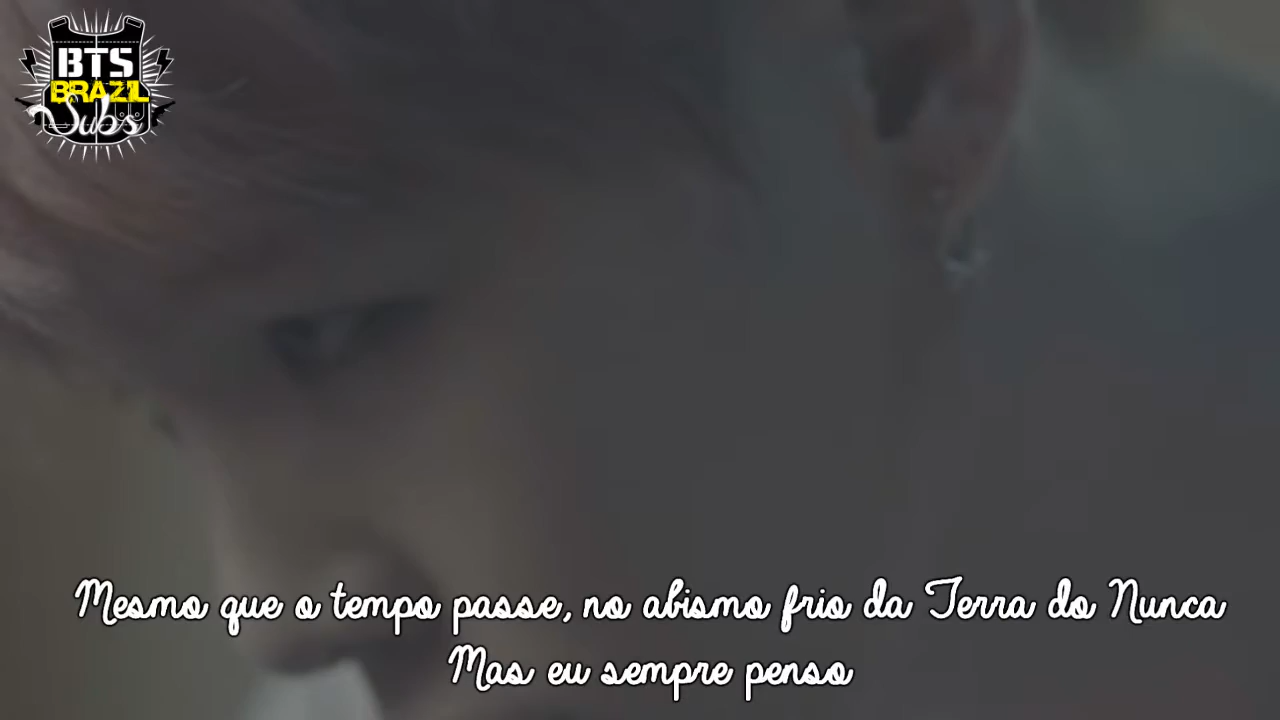 BTS
BRAZIL
Subs
Mesmo que o tempo passe, no abismo frio da Terra do Nunca
Mas eu sempre penso